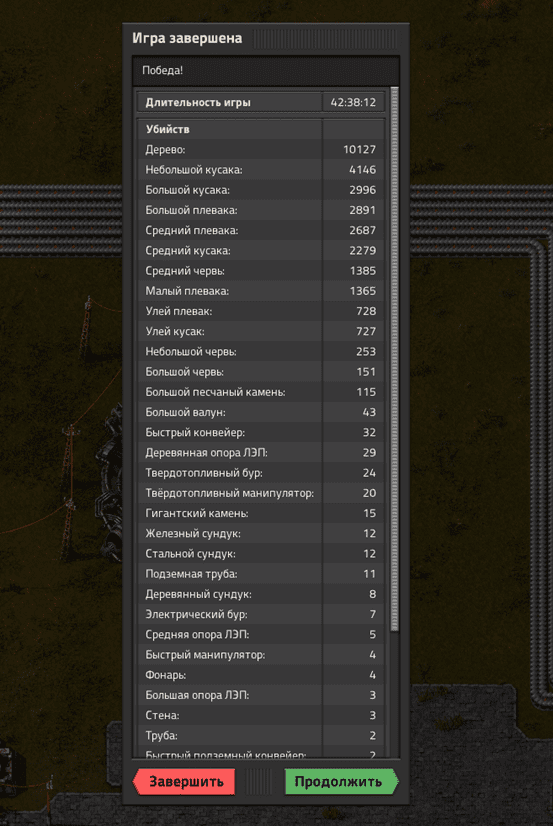 Игра завершена
Победа!
Длительность игры 42:38:12
Убийств
Дерево: 10127
Небольшой кусака: 4146
Большой кусака: 2996
Большой плевака: 2891
Средний плевака: 2687
Средний кусака: 2279
Средний червь: 1385
Малый плевака: 1365
Улей плевак: 728
Улей кусак: 727
Небольшой червь: 253
Большой червь: 151
Большой песчаный камень: 115
Большой валун: 43
Быстрый конвейер: 32
Деревянная опора ЛЭП: 29
Твердотопливный бур: 24
Твёрдотопливный манипулятор: 20
Гигантский камень: 15
Железный сундук: 12
Стальной сундук: 12
Подземная труба: 11
Деревянный сундук: 8
Электрический бур: 7
Средняя опора ЛЭП: 5
Быстрый манипулятор: 4
Фонарь: 4
Большая опора ЛЭП: 3
Стена: 3
Труба: 2
Быстрый подземный конвейер: 2
Завершить Продолжить